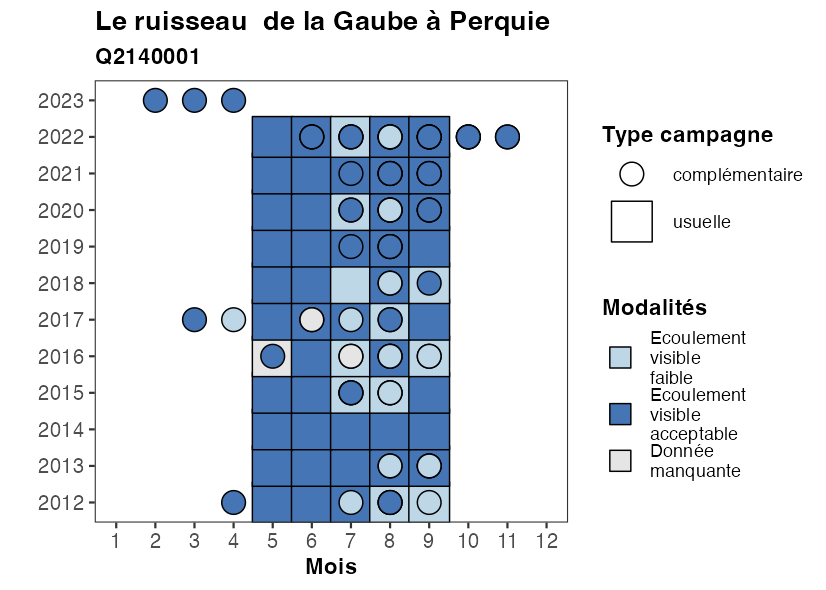 Le ruisseau  de la Gaube à Perquie
Q2140001
2023
2022
2021
2020
2019
2018
2017
2016
2015
2014
2013
2012
1 2 3 4 5 6 7 8 9 10 11 12
Mois
Type campagne
complémentaire
usuelle
Modalités
Ecoulement
visible
faible
Ecoulement
visible
acceptable
Donnée
manquante